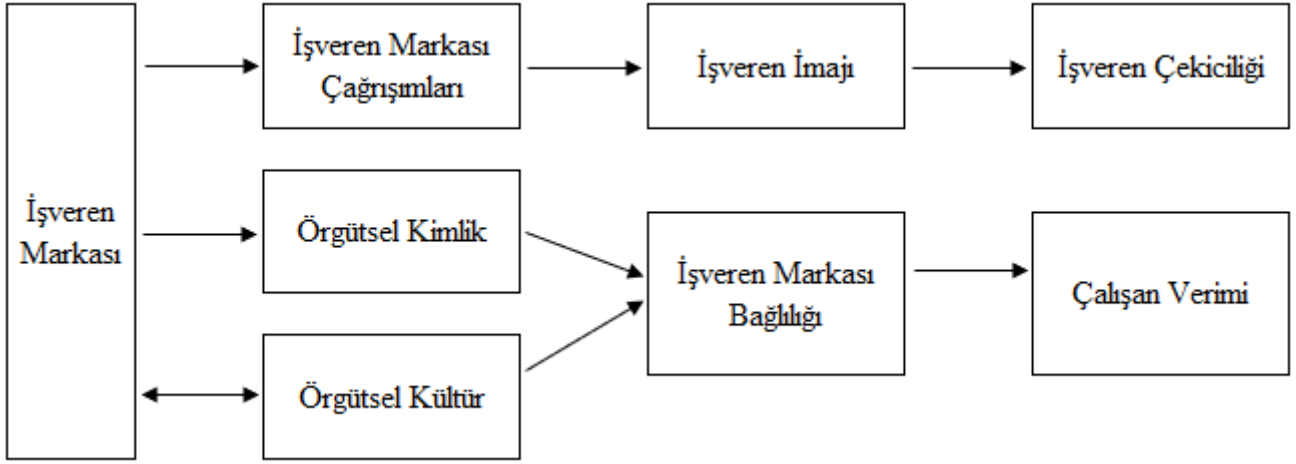 İşveren
Markası
İşveren Markası
Çağrışımları
İşveren İmajı
İşveren Çekiciliği
Örgütsel Kimlik
Örgütsel Kültür
İşveren Markası
Bağlılığı
Çalışan Verimi